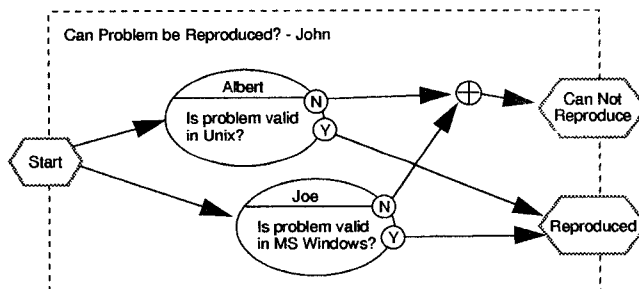 Can Problem be Reproduced? - John
Albert
N
Is problem valid
in Unix?
Y
Can Not
Reproduce
Start
Joe
N
Is problem valid
in MS Windows?
Y
Reproduced